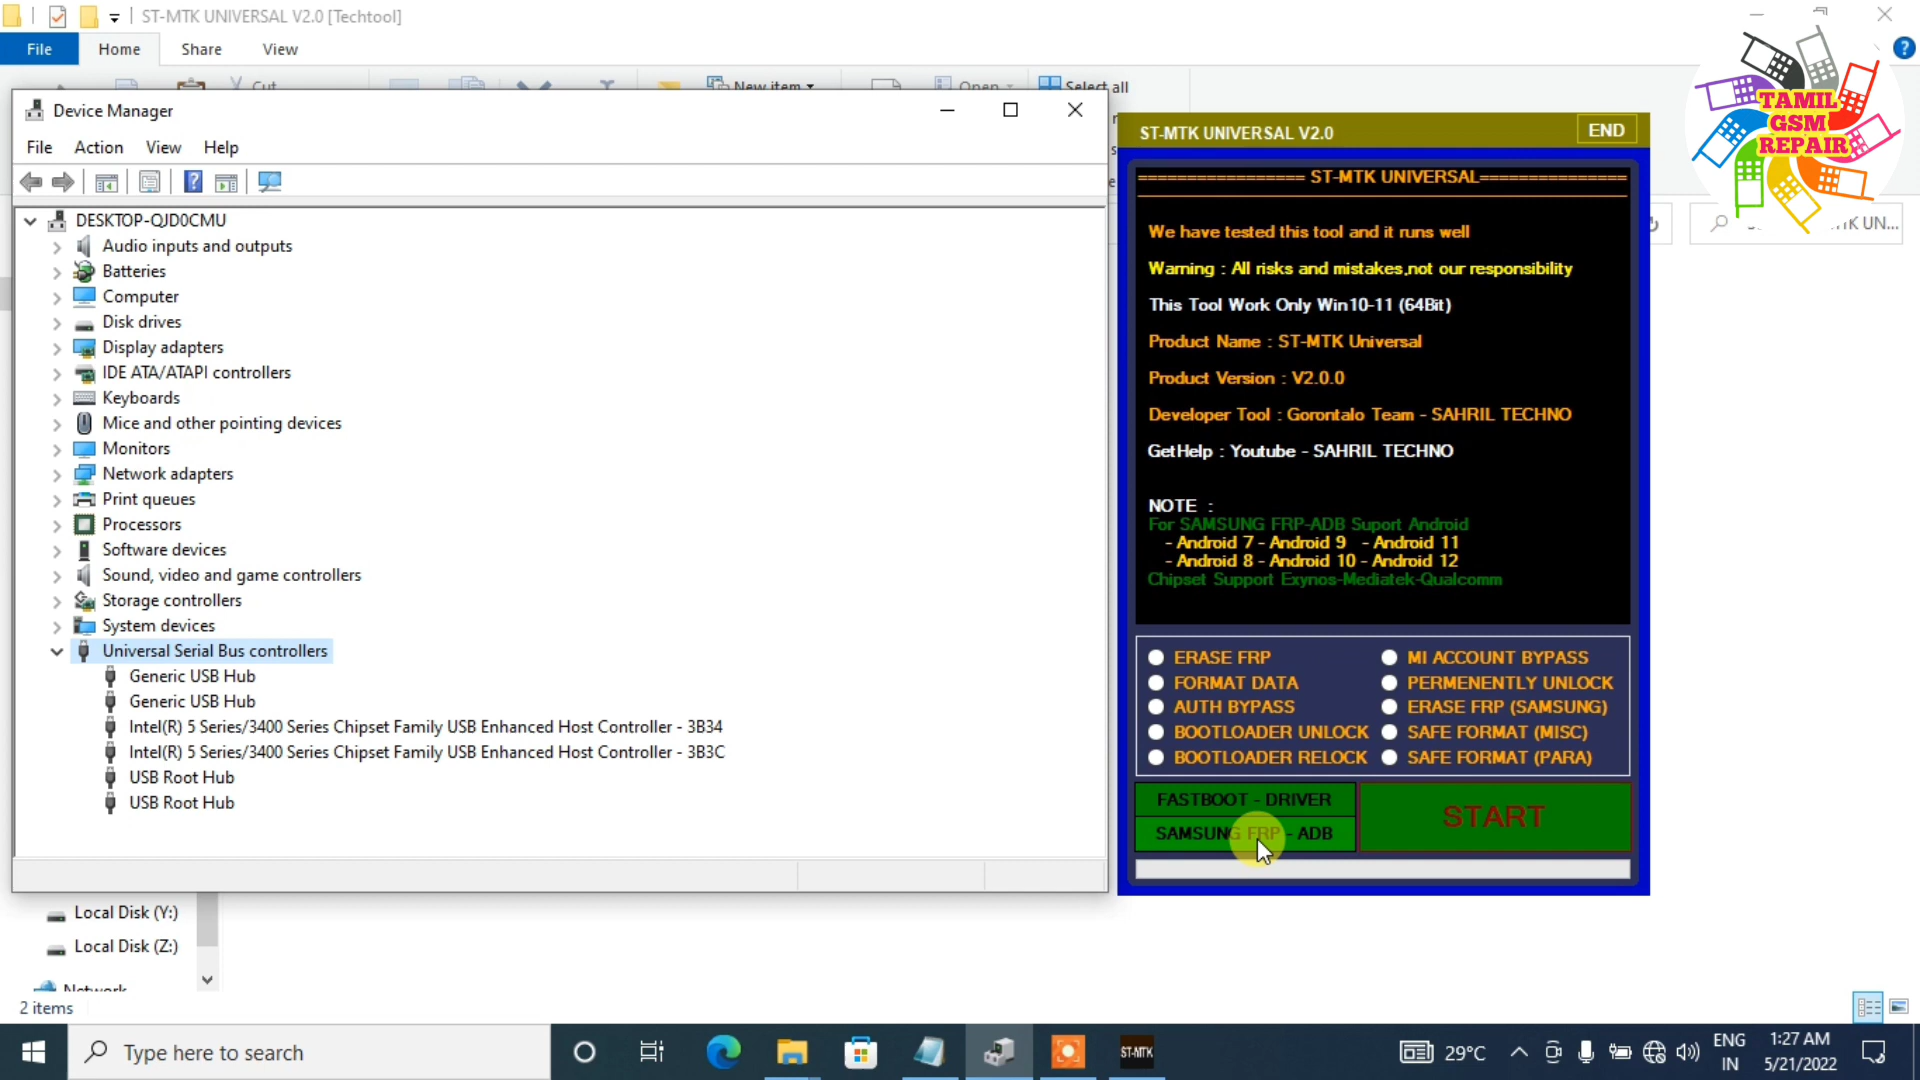 ST-MTK UNIVERSAL V2.0 [Techtool]
File Home Share View
Cut New item Open Select all
Device Manager
File Action View Help
DESKTOP-QJD0CMU
Audio inputs and outputs
Batteries
Computer
Disk drives
Display adapters
IDE ATA/ATAPI controllers
Keyboards
Mice and other pointing devices
Monitors
Network adapters
Print queues
Processors
Software devices
Sound, video and game controllers
Storage controllers
System devices
Universal Serial Bus controllers
Generic USB Hub
Generic USB Hub
Intel(R) 5 Series/3400 Series Chipset Family USB Enhanced Host Controller - 3B34
Intel(R) 5 Series/3400 Series Chipset Family USB Enhanced Host Controller - 3B3C
USB Root Hub
USB Root Hub
Local Disk (Y:)
Local Disk (Z:)
Network
2 items
ST-MTK UNIVERSAL V2.0 END
================= ST-MTK UNIVERSAL===============
We have tested this tool and it runs well
Warning : All risks and mistakes,not our responsibility
This Tool Work Only Win10-11 (64Bit)
Product Name : ST-MTK Universal
Product Version : V2.0.0
Developer Tool : Gorontalo Team - SAHRIL TECHNO
GetHelp : Youtube - SAHRIL TECHNO
NOTE :
For SAMSUNG FRP-ADB Suport Android
- Android 7 - Android 9 - Android 11
- Android 8 - Android 10 - Android 12
Chipset Support Exynos-Mediatek-Qualcomm
ERASE FRP MI ACCOUNT BYPASS
FORMAT DATA PERMENENTLY UNLOCK
AUTH BYPASS ERASE FRP (SAMSUNG)
BOOTLOADER UNLOCK SAFE FORMAT (MISC)
BOOTLOADER RELOCK SAFE FORMAT (PARA)
FASTBOOT - DRIVER
SAMSUNG FRP - ADB
START
TAMIL
GSM
REPAIR
Type here to search
ST-MTK
29°C
ENG
IN
1:27 AM
5/21/2022